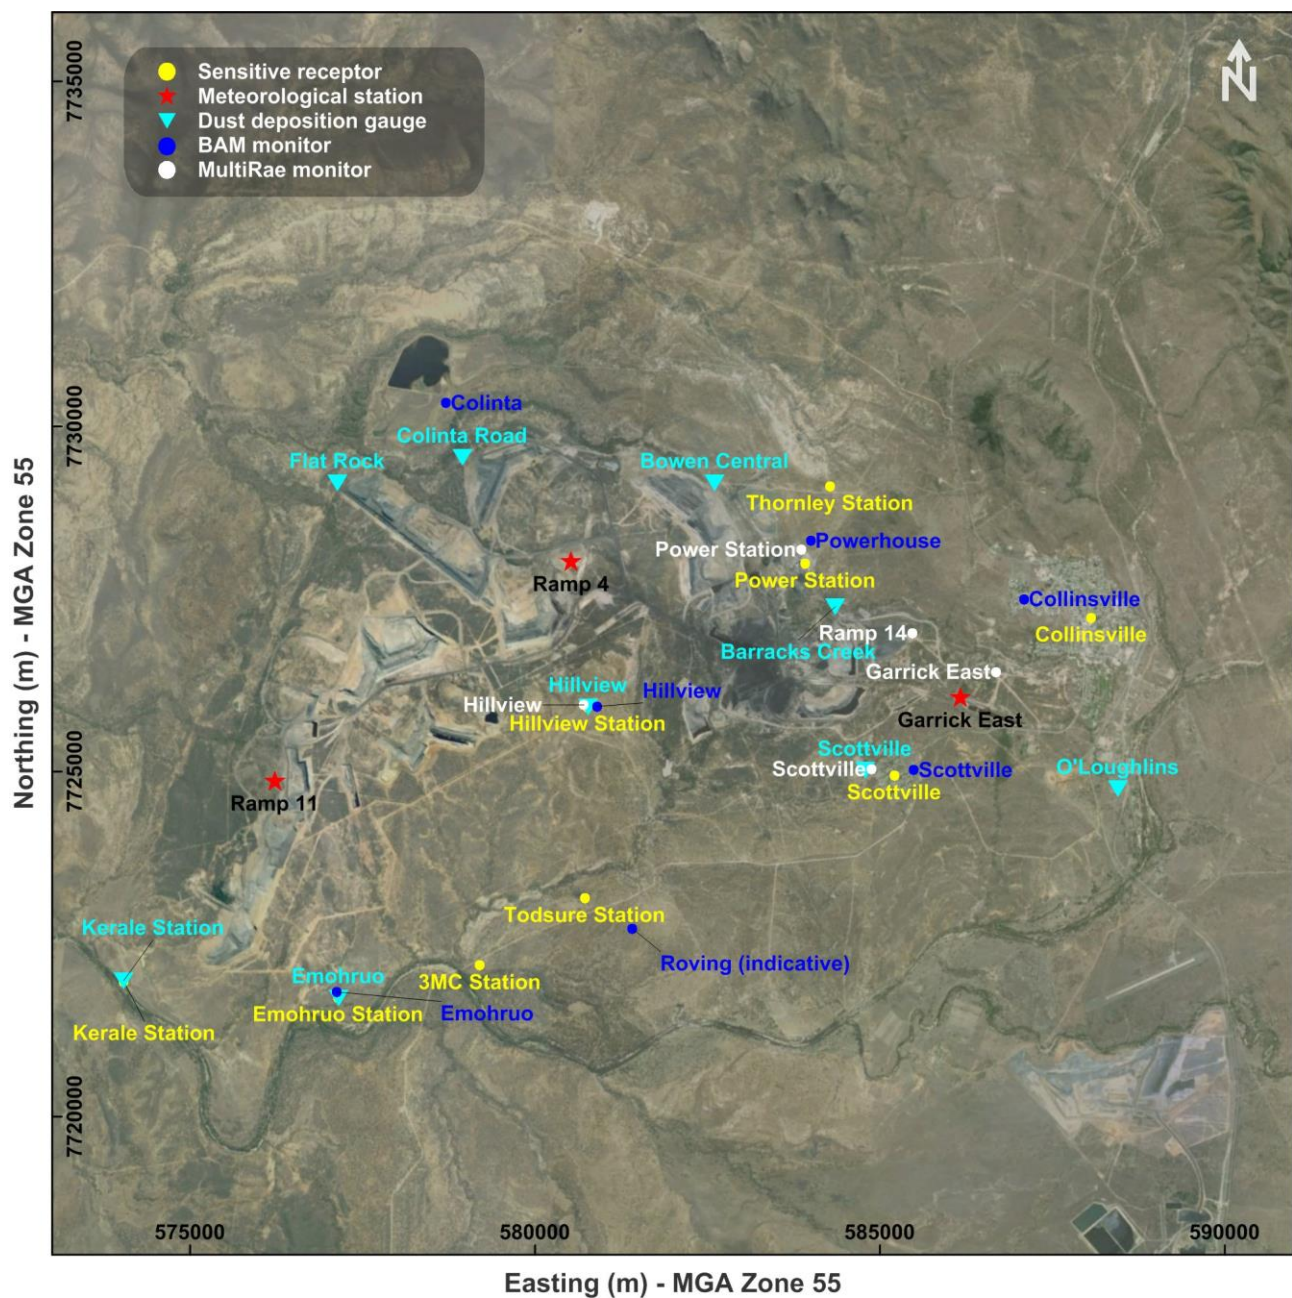 N
Sensitive receptor
Meteorological station
Dust deposition gauge
BAM monitor
MultiRae monitor
7735000
7730000
7725000
7720000
Northing (m) - MGA Zone 55
Colinta
Colinta Road
Flat Rock
Bowen Central
Thornley Station
Power Station
Powerhouse
Power Station
Ramp 4
Collinsville
Collinsville
Ramp 14
Barracks Creek
Garrick East
Hillview
Hillview
Hillview
Hillview Station
Garrick East
Scottville
Scottville
Scottville
Scottville
O'Loughlins
Ramp 11
Todsure Station
Kerale Station
Roving (indicative)
Emohruo
3MC Station
Emohruo Station
Emohruo
Kerale Station
575000
580000
585000
590000
Easting (m) - MGA Zone 55